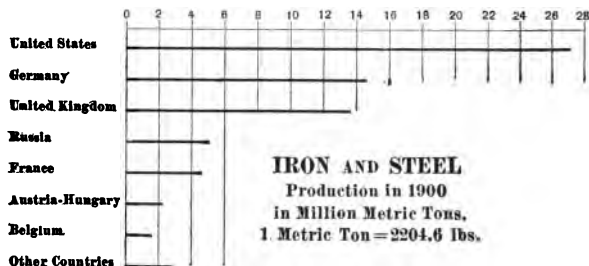 0 2 4 6 8 10 12 14 16 18 20 22 24 26 28
United States
Germany
United Kingdom
Russia
France
Austria-Hungary
Belgium
Other Countries
IRON AND STEEL
Production in 1900
in Million Metric Tons,
1 Metric Ton=2204.6 lbs.